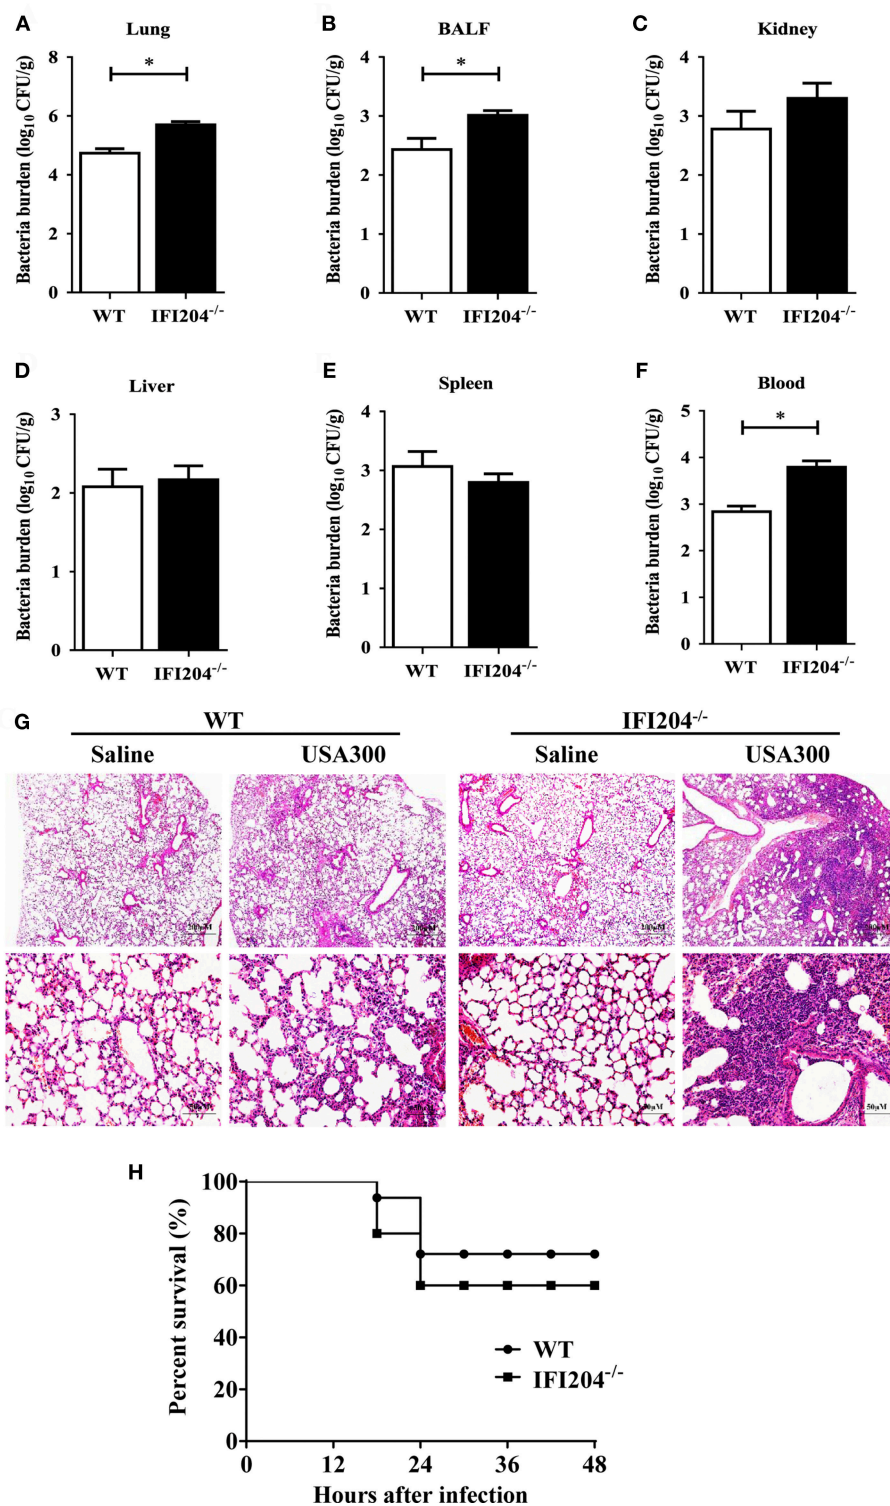 A
Lung
Bacteria burden (log10 CFU/g)
8
6
4
2
0
*
WT
IFI204-/-
B
BALF
Bacteria burden (log10 CFU/g)
4
3
2
1
0
*
WT
IFI204-/-
C
Kidney
Bacteria burden (log10 CFU/g)
4
3
2
1
0
WT
IFI204-/-
D
Liver
Bacteria burden (log10 CFU/g)
3
2
1
0
WT
IFI204-/-
E
Spleen
Bacteria burden (log10 CFU/g)
4
3
2
1
0
WT
IFI204-/-
F
Blood
Bacteria burden (log10 CFU/g)
5
4
3
2
1
0
*
WT
IFI204-/-
G
WT
IFI204-/-
Saline
USA300
Saline
USA300
50μM
H
Percent survival (%)
100
80
60
40
20
0
WT
IFI204-/-
0
12
24
36
48
Hours after infection